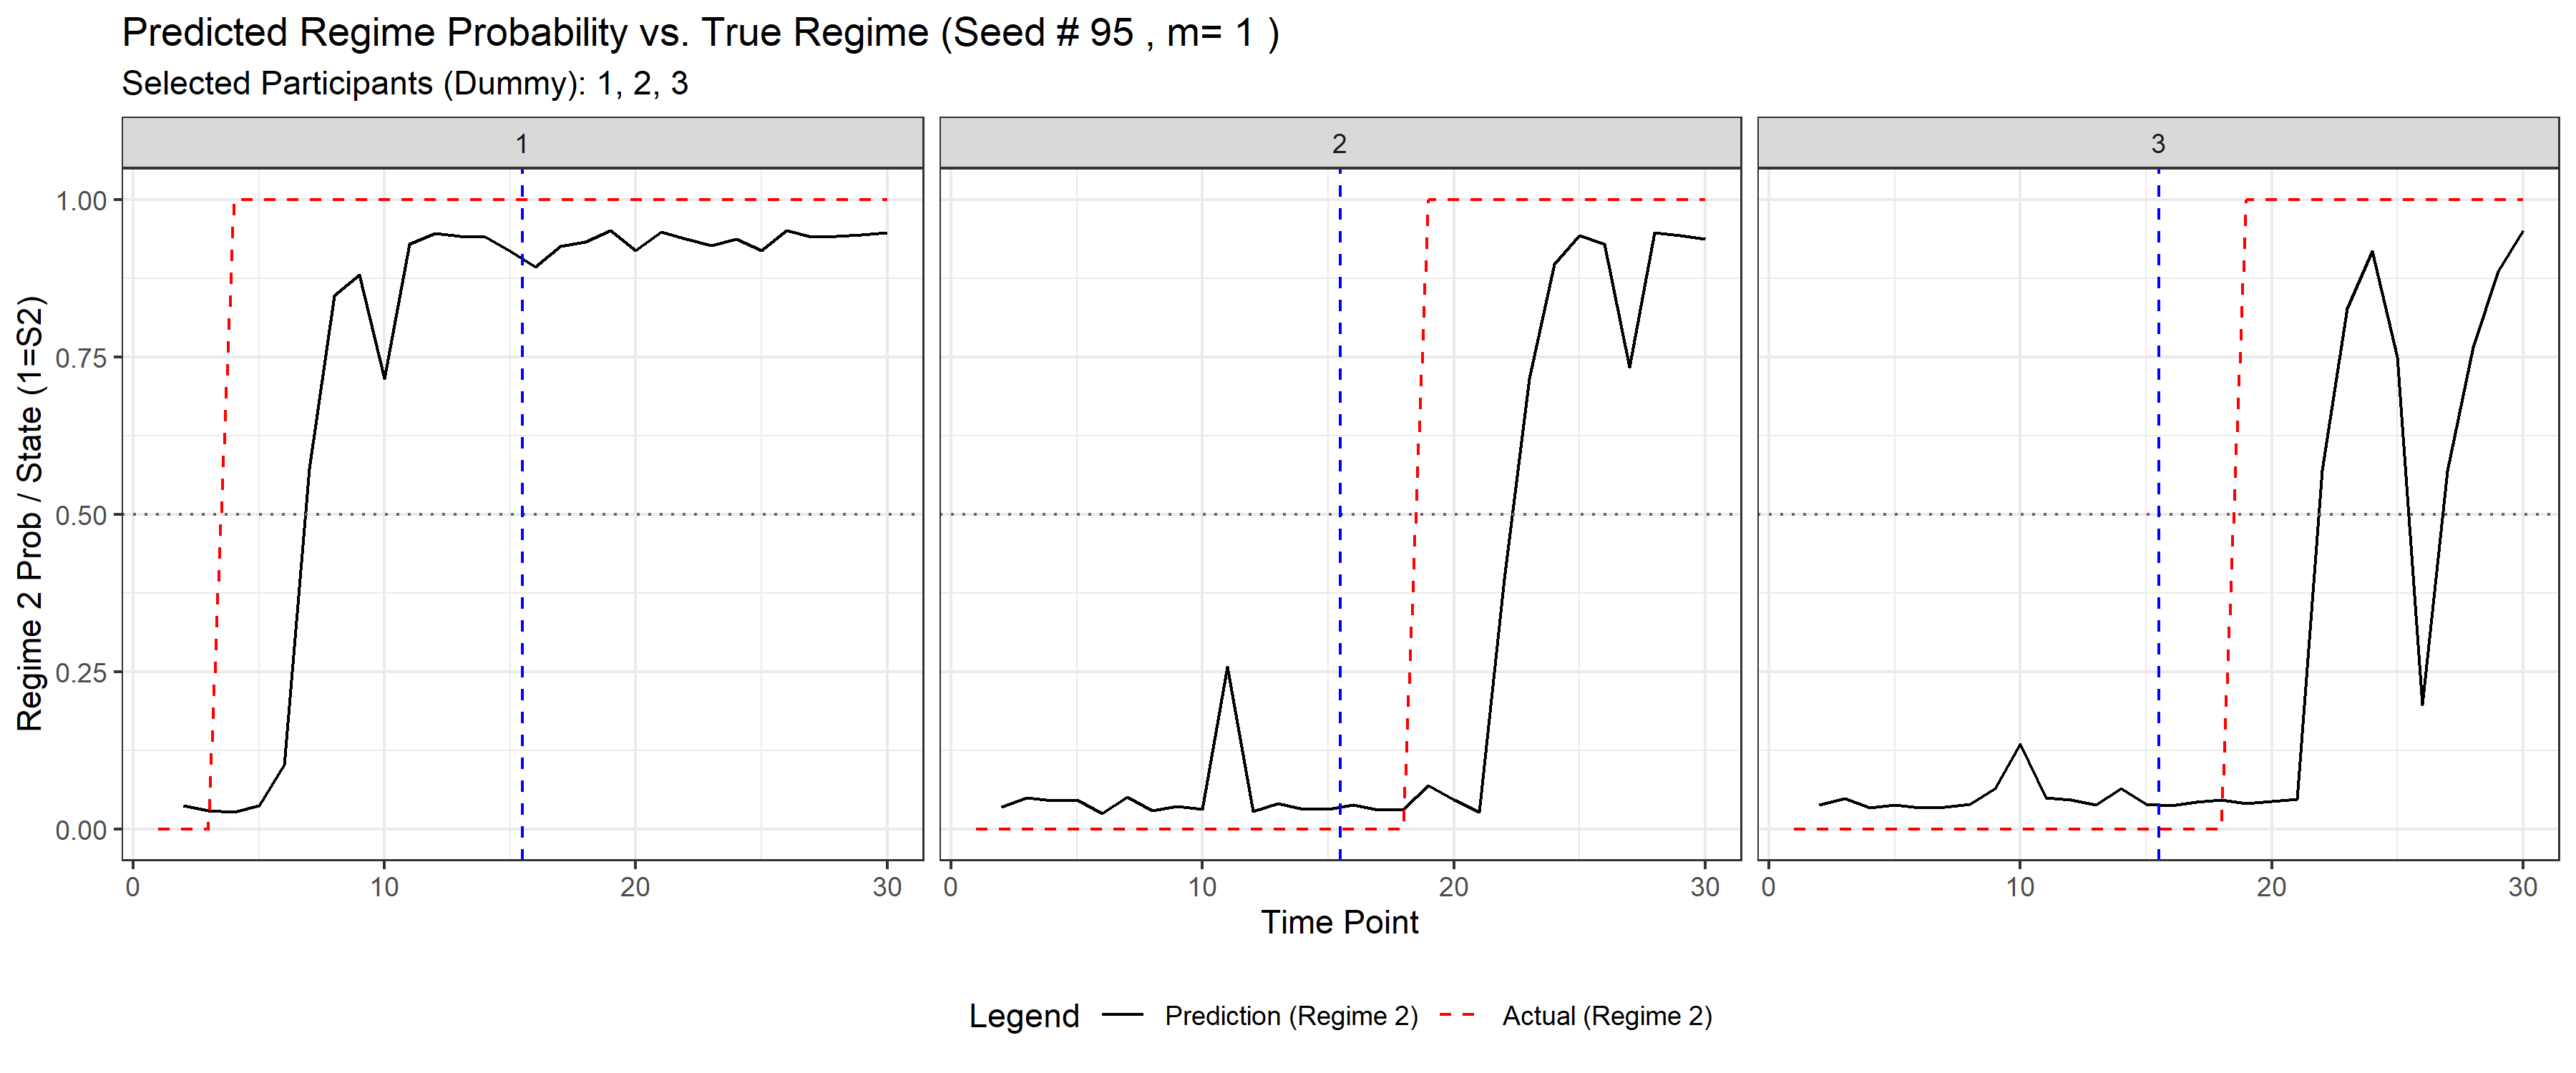 Predicted Regime Probability vs. True Regime (Seed # 95 , m= 1 )
Selected Participants (Dummy): 1, 2, 3
1 2 3
Regime 2 Prob / State (1=S2)
1.00
0.75
0.50
0.25
0.00
0 10 20 30 0 10 20 30 0 10 20 30
Time Point
Legend Prediction (Regime 2) Actual (Regime 2)